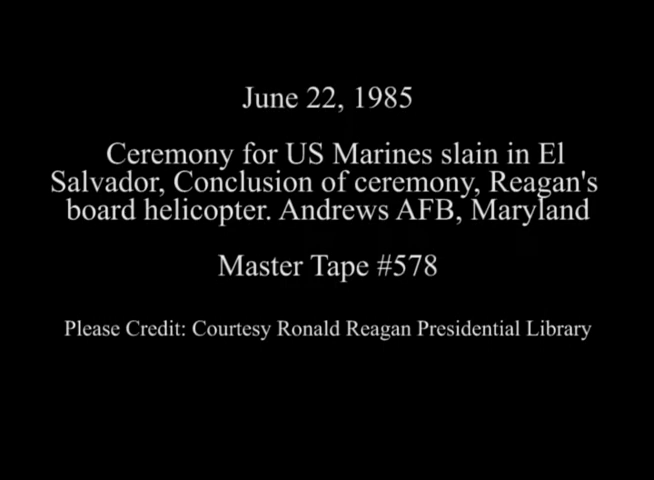 June 22, 1985
Ceremony for US Marines slain in El
Salvador, Conclusion of ceremony, Reagan's
board helicopter. Andrews AFB, Maryland
Master Tape #578
Please Credit: Courtesy Ronald Reagan Presidential Library